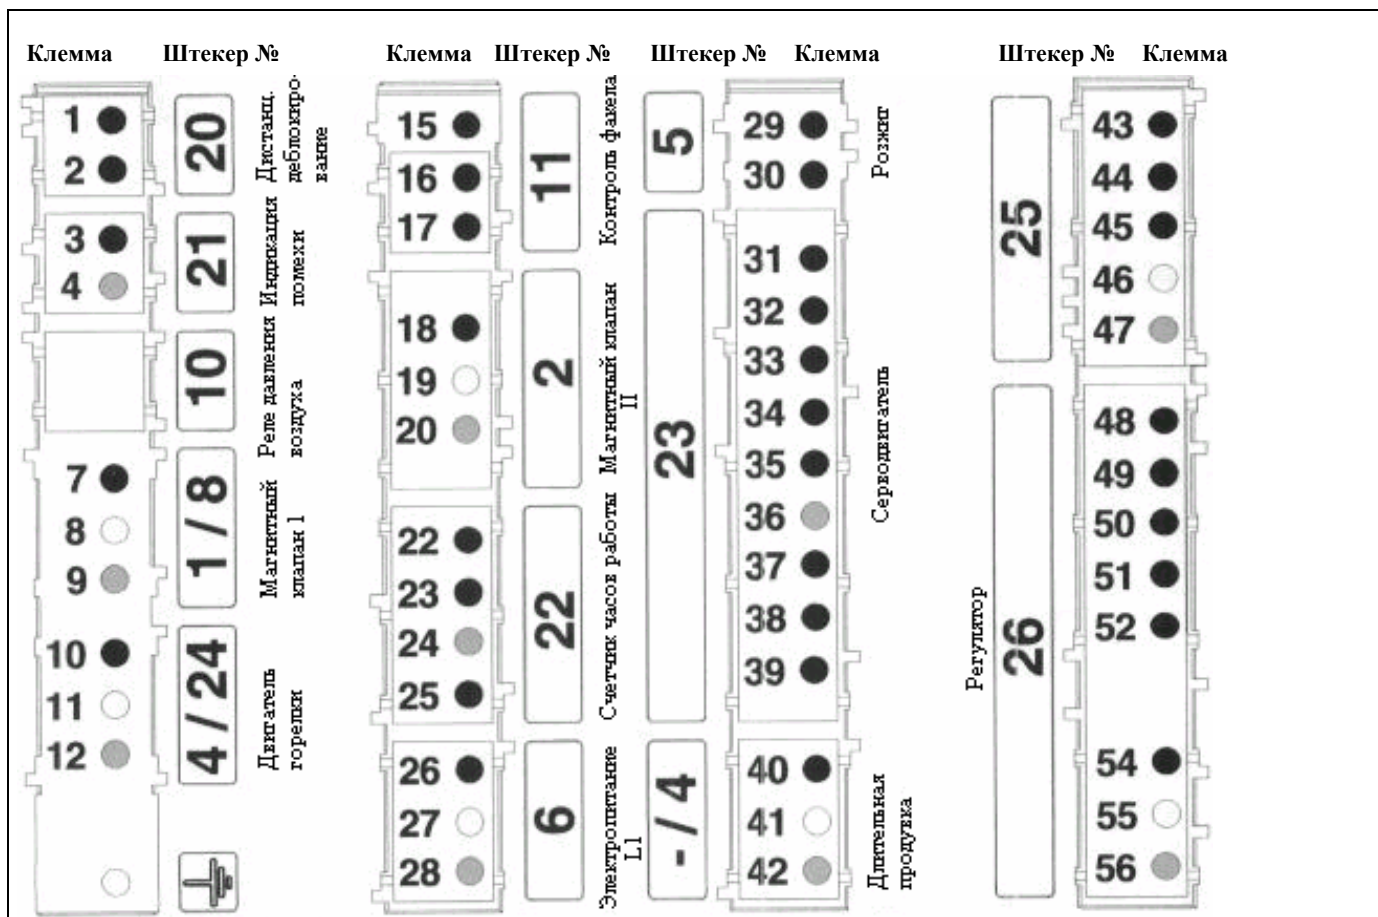 Клемма Штекер № Клемма Штекер № Штекер № Клемма Штекер № Клемма
1
2
20
Дистанц.
деблокиро-
вание
3
4
21
Индикация
помехи
10
Реле давления
воздуха
7
8
9
1 / 8
Магнитный
клапан 1
10
11
12
4 / 24
Двигатель
горелки
15
16
17
11
Контроль факела
18
19
20
2
Магнитный клапан
II
22
23
24
25
22
Счетчик часов работы
26
27
28
6
Электропитание
L1
5
29
30
Розжиг
23
31
32
33
34
35
36
37
38
39
Серводвигатель
- / 4
40
41
42
Длительная
продувка
25
43
44
45
46
47
Регулятор
26
48
49
50
51
52
54
55
56